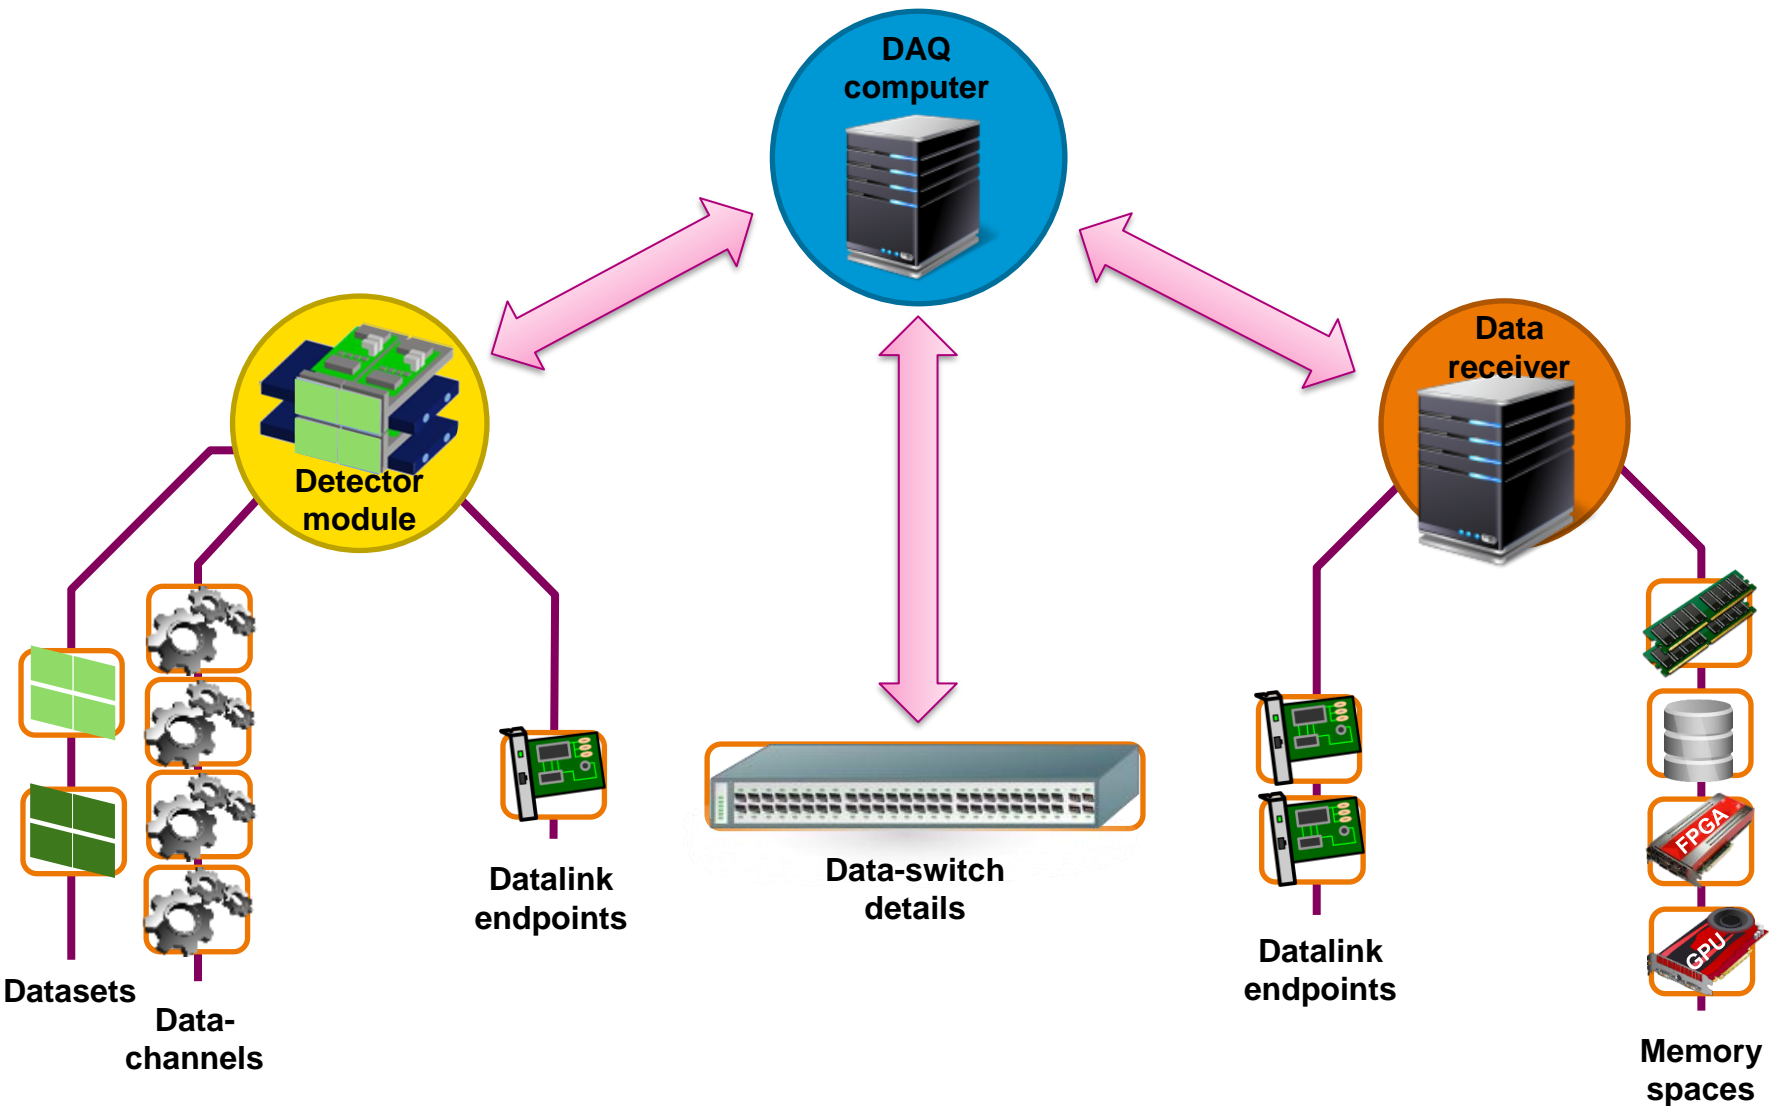 DAQ
computer
Data
receiver
Detector
module
FPGA
GPU
Data-switch
details
Datalink
endpoints
Datalink
endpoints
Datasets
Data-
channels
Memory
spaces